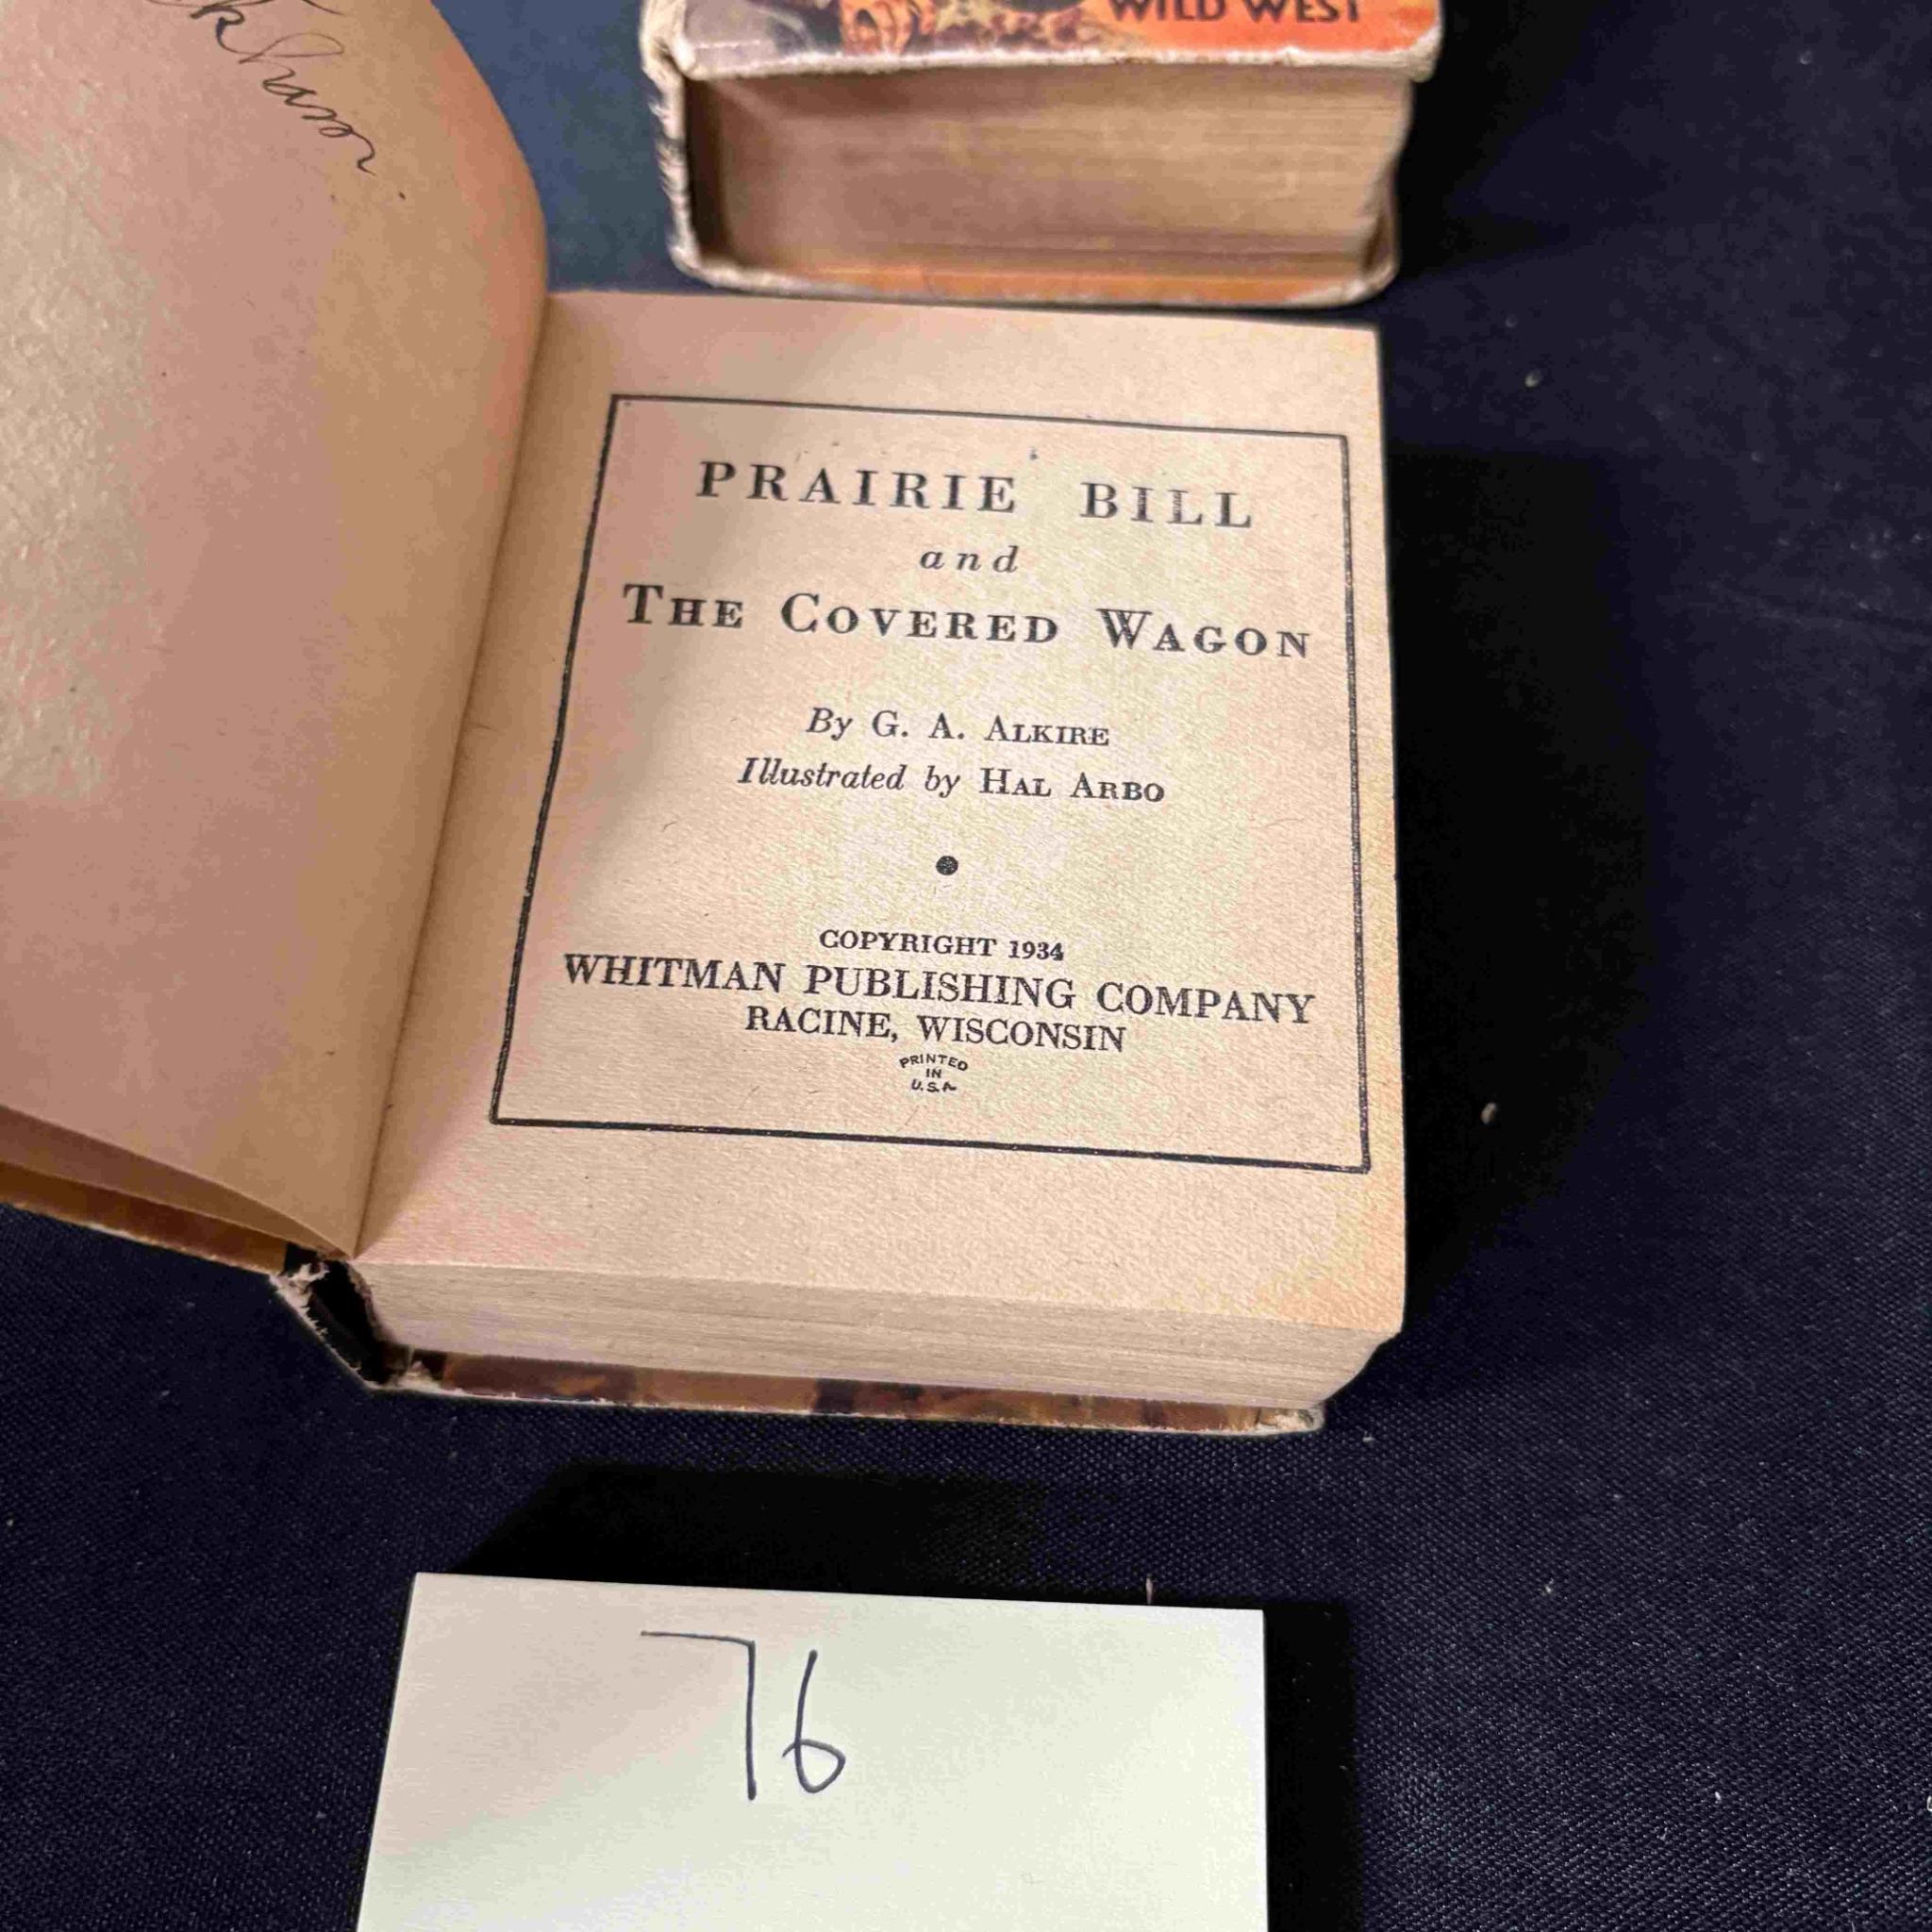 WILD WEST
PRAIRIE BILL
and
THE COVERED WAGON
By G. A. ALKIRE
Illustrated by HAL ARBO
COPYRIGHT 1934
WHITMAN PUBLISHING COMPANY
RACINE, WISCONSIN
PRINTED
IN
U.S.A
76